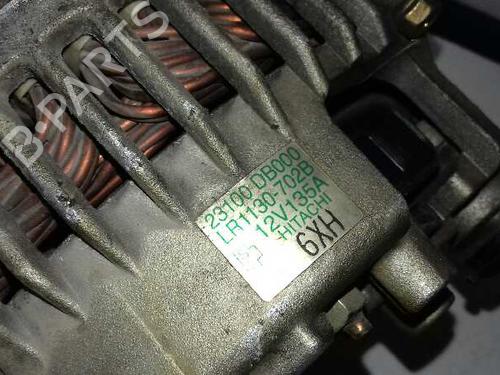 B-PARTS
23100 DB000
LR1130-702B
12V135A
HITACHI
6XH